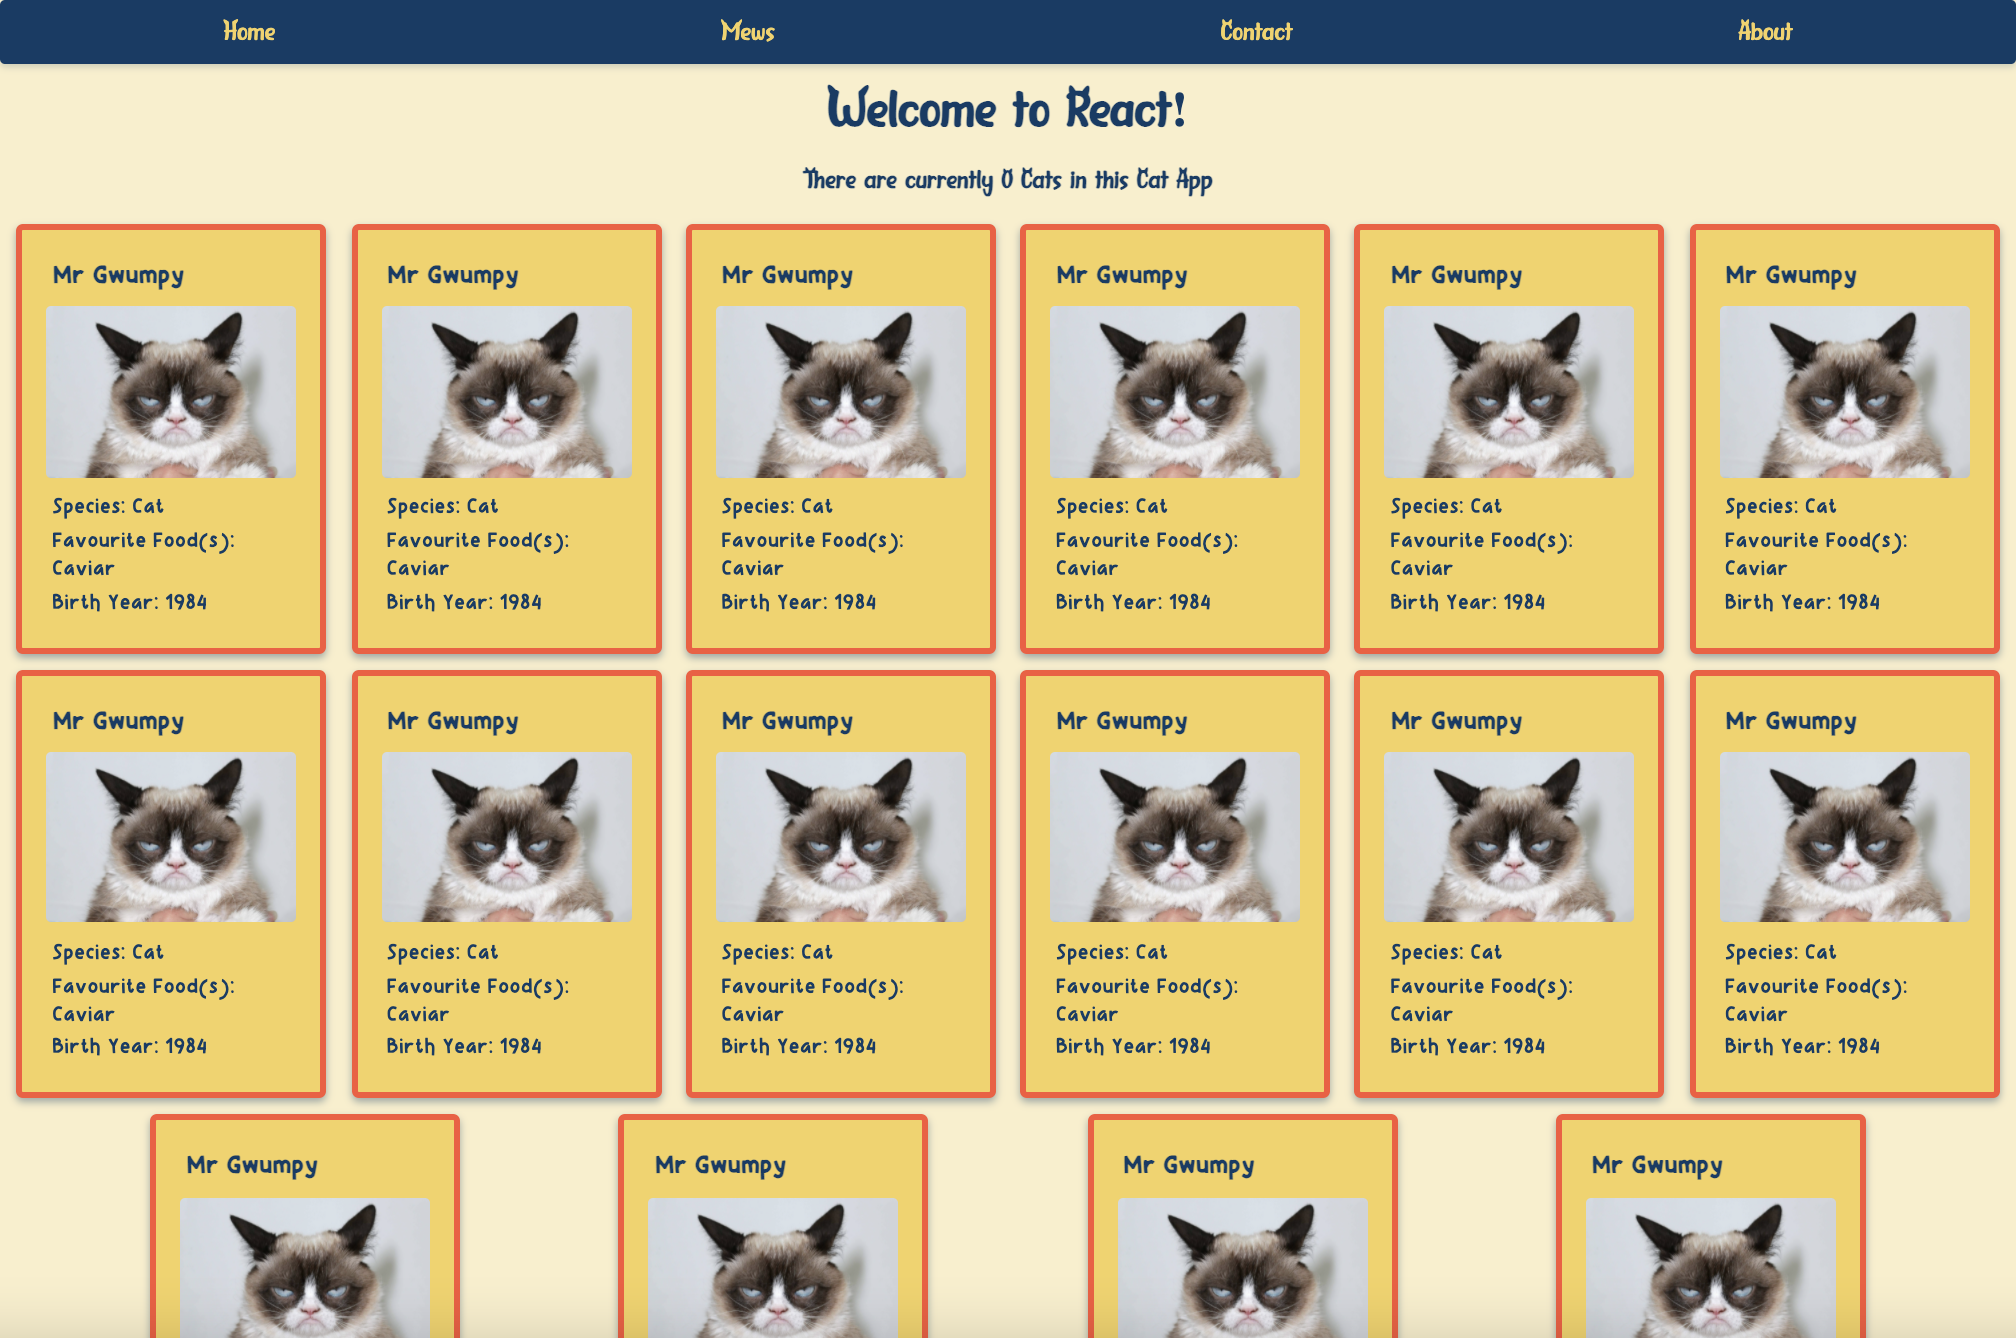 Home Mews Contact About
Welcome to React!
There are currently 0 Cats in this Cat App
Mr Gwumpy Mr Gwumpy Mr Gwumpy Mr Gwumpy Mr Gwumpy Mr Gwumpy
Species: Cat Species: Cat Species: Cat Species: Cat Species: Cat Species: Cat
Favourite Food(s): Favourite Food(s): Favourite Food(s): Favourite Food(s): Favourite Food(s): Favourite Food(s):
Caviar Caviar Caviar Caviar Caviar Caviar
Birth Year: 1984 Birth Year: 1984 Birth Year: 1984 Birth Year: 1984 Birth Year: 1984 Birth Year: 1984
Mr Gwumpy Mr Gwumpy Mr Gwumpy Mr Gwumpy Mr Gwumpy Mr Gwumpy
Species: Cat Species: Cat Species: Cat Species: Cat Species: Cat Species: Cat
Favourite Food(s): Favourite Food(s): Favourite Food(s): Favourite Food(s): Favourite Food(s): Favourite Food(s):
Caviar Caviar Caviar Caviar Caviar Caviar
Birth Year: 1984 Birth Year: 1984 Birth Year: 1984 Birth Year: 1984 Birth Year: 1984 Birth Year: 1984
Mr Gwumpy Mr Gwumpy Mr Gwumpy Mr Gwumpy